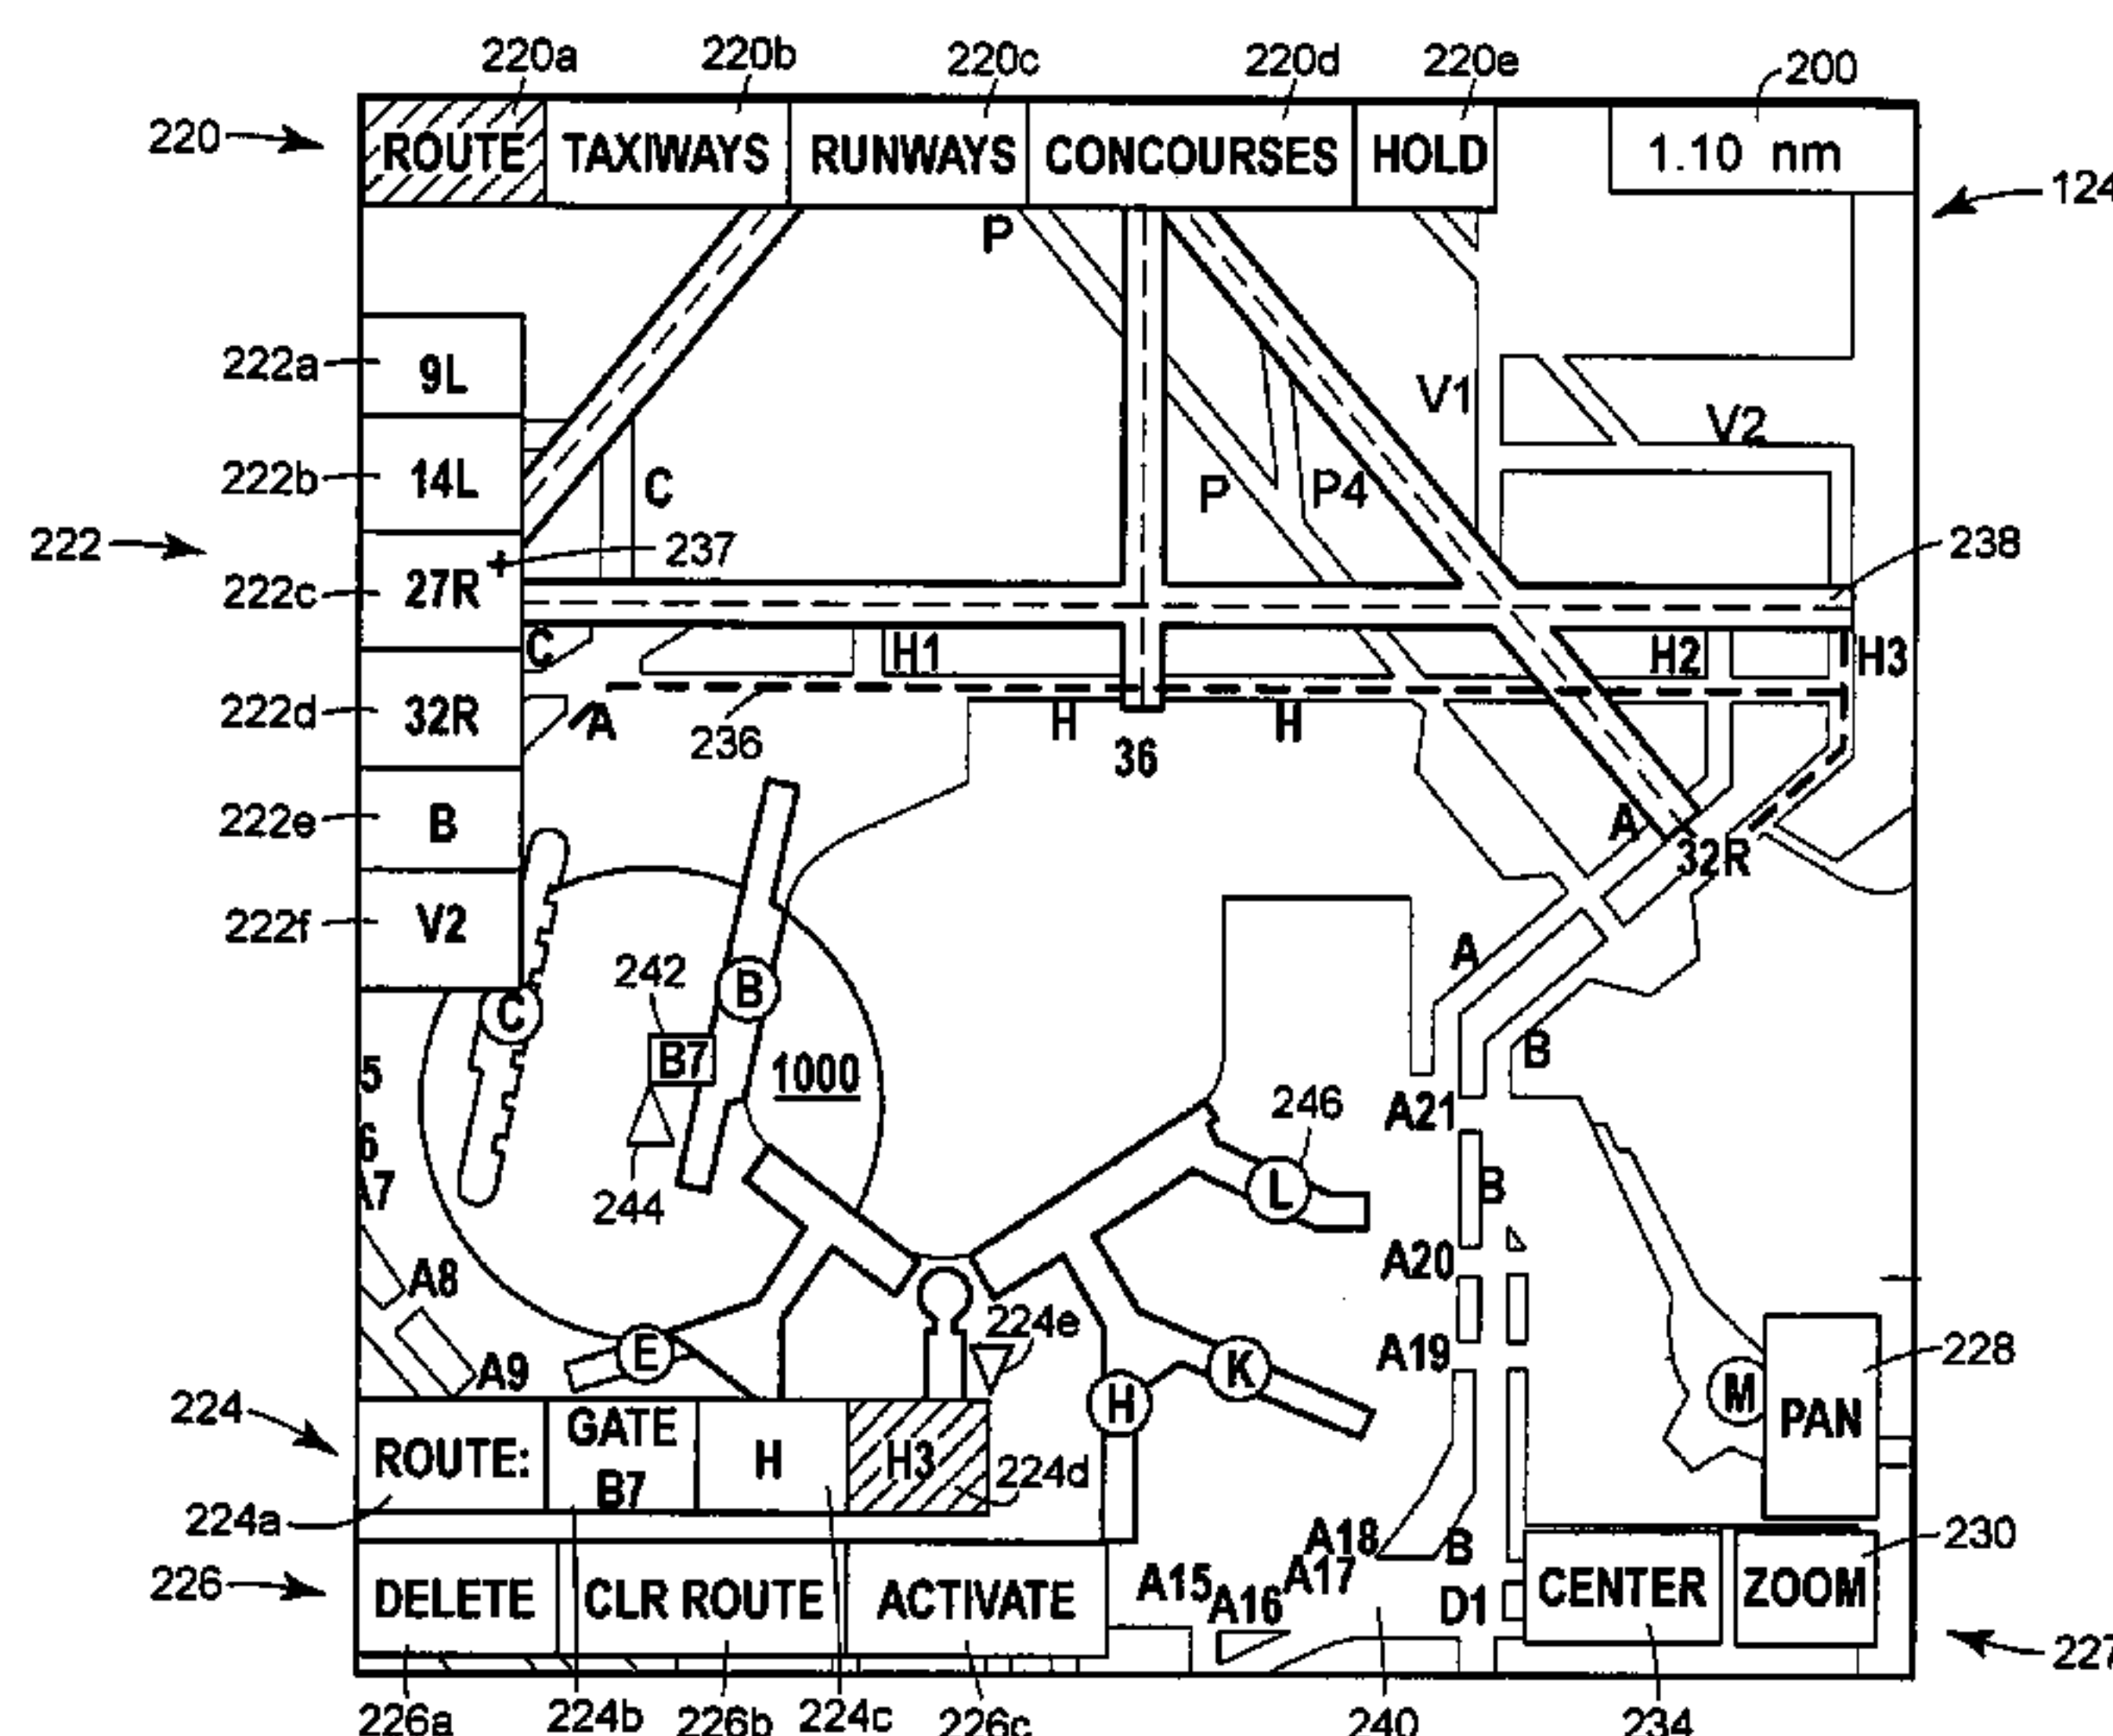 220a 220b 220c 220d 220e 200
220 ROUTE TAXIWAYS RUNWAYS CONCOURSES HOLD 1.10 nm
124
P
222a 9L
V1 V2
222b 14L C P P4
222 237 238
222c 27R +
C H1 H2 H3
222d 32R A 236 H H
36
222e B A
32R
222f V2
242 B A
C
B7 1000 B
5
246 A21
6
A7 244 L B
A8 A20
224e
E A19 228
A9 K
224 H M PAN
ROUTE: GATE B7 H H3 224d
224a
A18 B 230
226 DELETE CLR ROUTE ACTIVATE A15 A16 A17 D1 CENTER ZOOM
227
226a 224b 226b 224c 226c 240 234